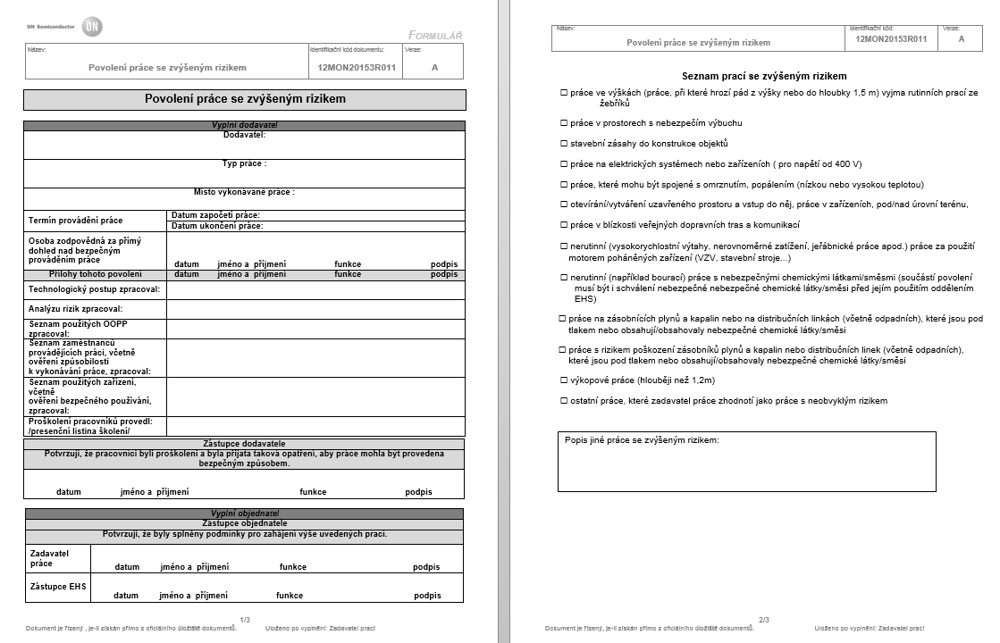 ON Semiconductor
ON
FORMULÁŘ
Název:
Identifikační kód dokumentu:
Verze:
Povolení práce se zvýšeným rizikem
12MON20153R011
A
Povolení práce se zvýšeným rizikem
Vyplní dodavatel
Dodavatel:
Typ práce :
Místo vykonávané práce :
Termín provádění práce
Datum započetí práce:
Datum ukončení práce:
Osoba zodpovědná za přímý
dohled nad bezpečným
prováděním práce
datum jméno a příjmení funkce podpis
Přílohy tohoto povolení
datum jméno a příjmení funkce podpis
Technologický postup zpracoval:
Analýzu rizik zpracoval:
Seznam použitých OOPP
zpracoval:
Seznam zaměstnanců
provádějících práci, včetně
ověření způsobilosti
k vykonávání práce, zpracoval:
Seznam použitých zařízení,
včetně
ověření bezpečného používání,
zpracoval:
Proškolení pracovníků provedl:
/presenční listina školení/
Zástupce dodavatele
Potvrzuji, že pracovníci byli proškoleni a byla přijata taková opatření, aby práce mohla být provedena
bezpečným způsobem.
datum jméno a příjmení funkce podpis
Vyplní objednatel
Zástupce objednatele
Potvrzuji, že byly splněny podmínky pro zahájení výše uvedených prací.
Zadavatel
práce
datum jméno a příjmení funkce podpis
Zástupce EHS
datum jméno a příjmení funkce podpis
1/3
Dokument je řízený , je-li získán přímo z oficiálního úložiště dokumentů. Uloženo po vyplnění: Zadavatel prací
Název:
Identifikační kód:
Verze:
Povolení práce se zvýšeným rizikem
12MON20153R011
A
Seznam prací se zvýšeným rizikem
☐ práce ve výškách (práce, při které hrozí pád z výšky nebo do hloubky 1,5 m) vyjma rutinních prací ze
žebříků
☐ práce v prostorech s nebezpečím výbuchu
☐ stavební zásahy do konstrukce objektů
☐ práce na elektrických systémech nebo zařízeních ( pro napětí od 400 V)
☐ práce, které mohu být spojené s omrznutím, popálením (nízkou nebo vysokou teplotou)
☐ otevírání/vytváření uzavřeného prostoru a vstup do něj, práce v zařízeních, pod/nad úrovní terénu,
☐ práce v blízkosti veřejných dopravních tras a komunikací
☐ nerutinní (vysokorychlostní výtahy, nerovnoměrné zatížení, jeřábnické práce apod.) práce za použití
motorem poháněných zařízení (VZV, stavební stroje...)
☐ nerutinní (například bourací) práce s nebezpečnými chemickými látkami/směsmi (součástí povolení
musí být i schválení nebezpečné nebezpečné chemické látky/směsi před jejím použitím oddělením
EHS)
☐ práce na zásobnících plynů a kapalin nebo na distribučních linkách (včetně odpadních), které jsou pod
tlakem nebo obsahují/obsahovaly nebezpečné chemické látky/směsi
☐ práce s rizikem poškození zásobníků plynů a kapalin nebo distribučních linek (včetně odpadních),
které jsou pod tlakem nebo obsahují/obsahovaly nebezpečné chemické látky/směsi
☐ výkopové práce (hlouběji než 1,2m)
☐ ostatní práce, které zadavatel práce zhodnotí jako práce s neobvyklým rizikem
Popis jiné práce se zvýšeným rizikem:
2/3
Dokument je řízený , je-li získán přímo z oficiálního úložiště dokumentů. Uloženo po vyplnění: Zadavatel prací